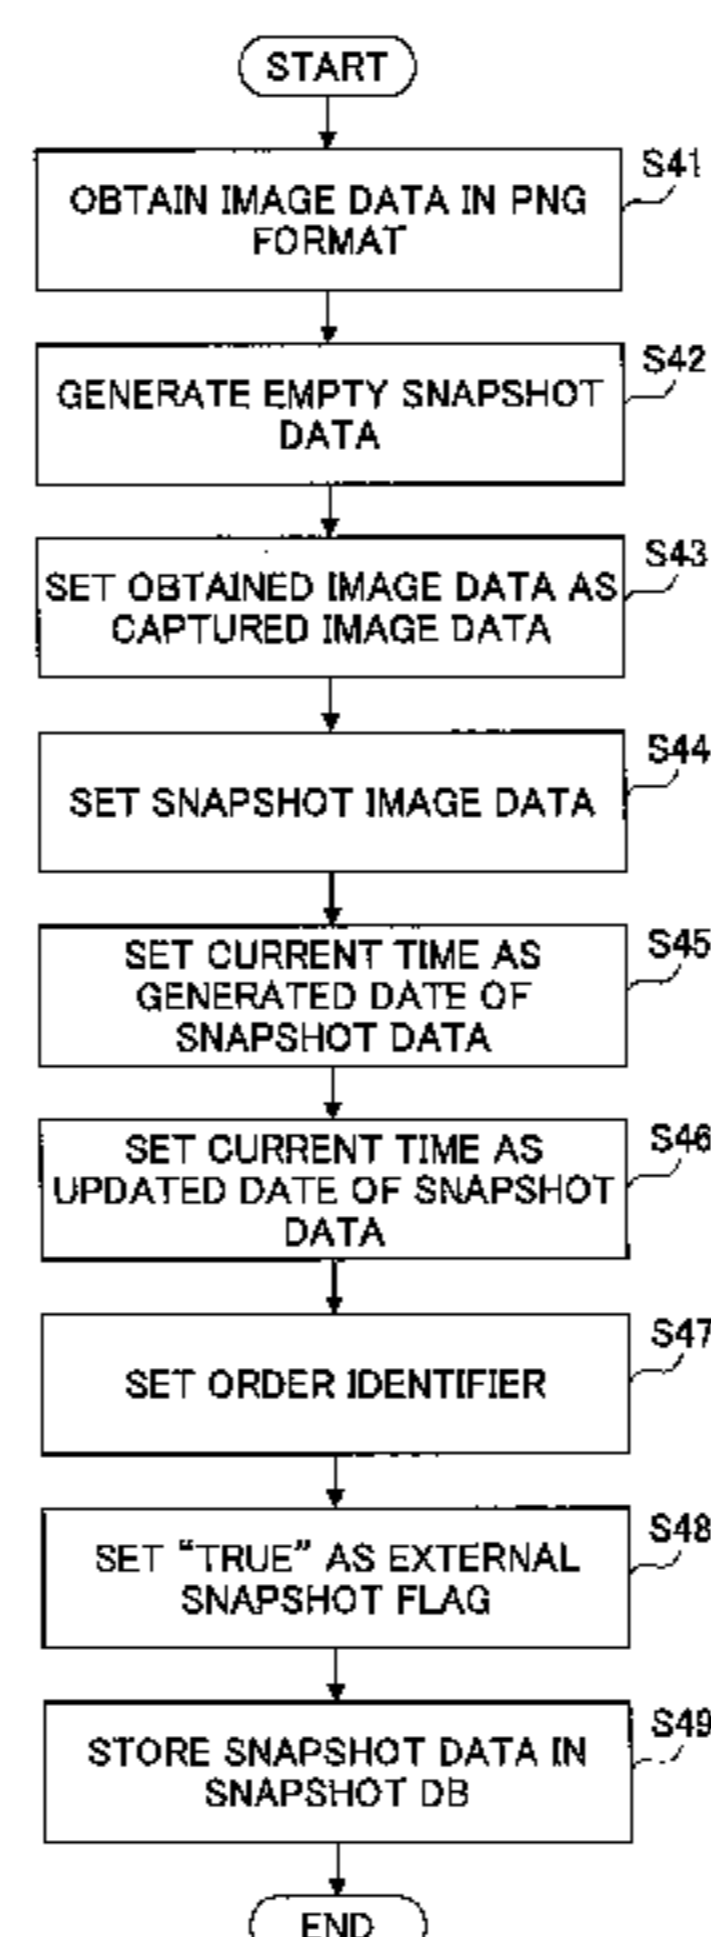 START
S41
OBTAIN IMAGE DATA IN PNG
FORMAT
S42
GENERATE EMPTY SNAPSHOT
DATA
S43
SET OBTAINED IMAGE DATA AS
CAPTURED IMAGE DATA
S44
SET SNAPSHOT IMAGE DATA
S45
SET CURRENT TIME AS
GENERATED DATE OF
SNAPSHOT DATA
S46
SET CURRENT TIME AS
UPDATED DATE OF SNAPSHOT
DATA
S47
SET ORDER IDENTIFIER
S48
SET “TRUE” AS EXTERNAL
SNAPSHOT FLAG
S49
STORE SNAPSHOT DATA IN
SNAPSHOT DB
END